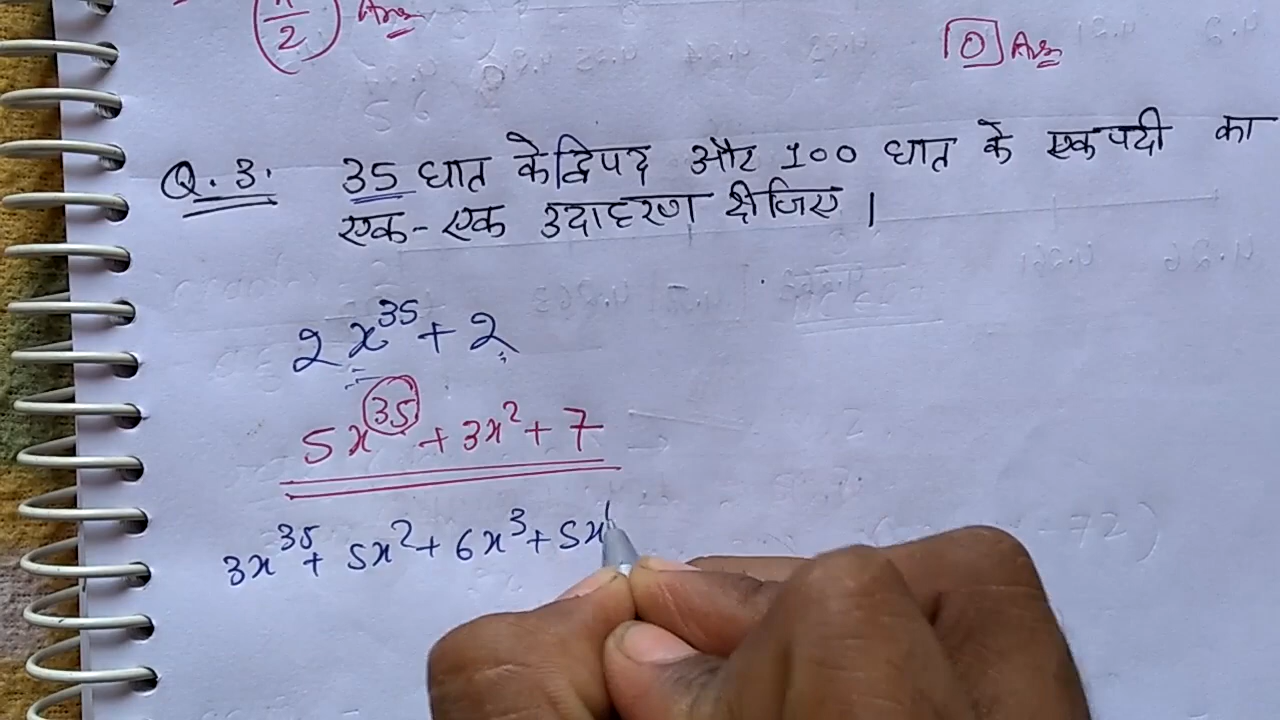 π/2 Ans
0 Ans
Q. 3. 35 घात के द्विपद और 100 घात के एकपदी का
एक-एक उदाहरण दीजिए।
2x³⁵ + 2
5x³⁵ + 3x² + 7
3x³⁵ + 5x² + 6x³ + 5x